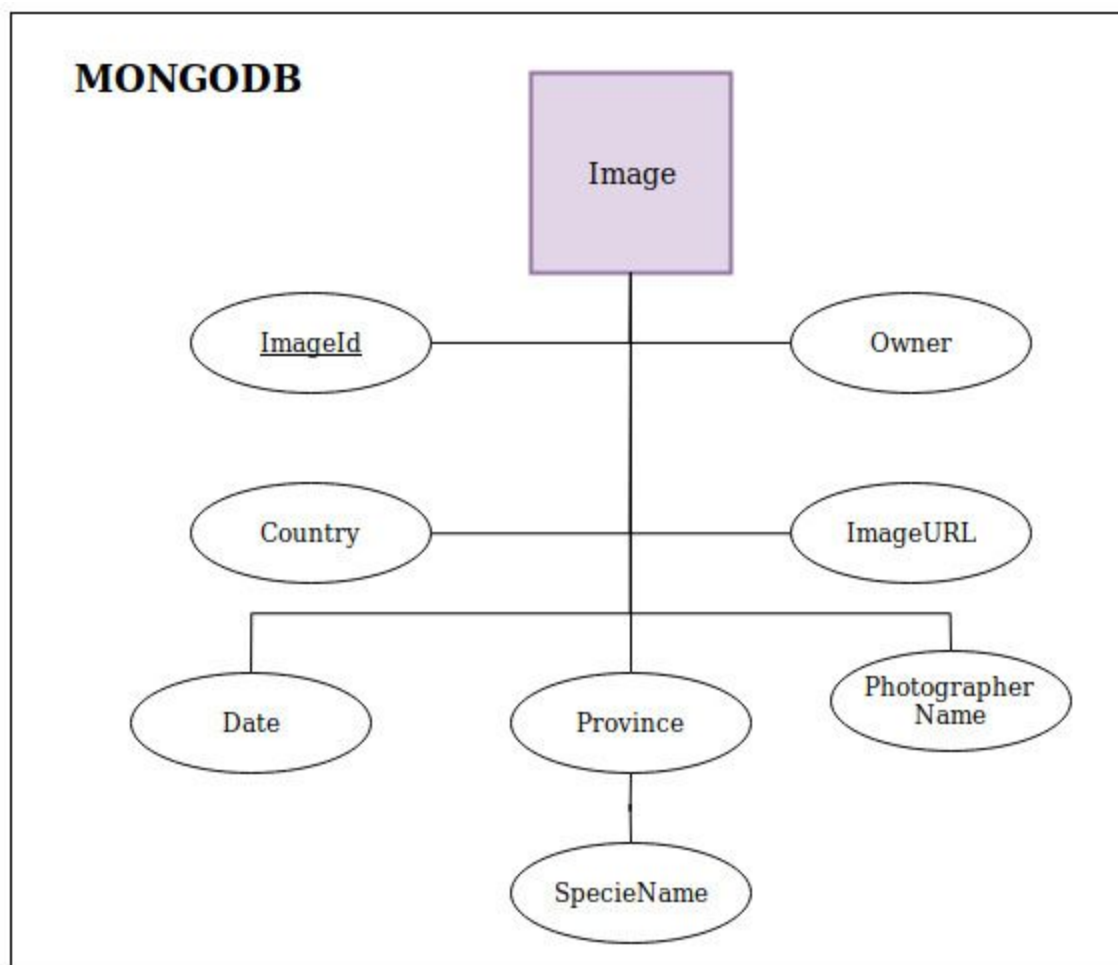 MONGODB
Image
ImageId
Owner
Country
ImageURL
Date
Province
Photographer
Name
SpecieName